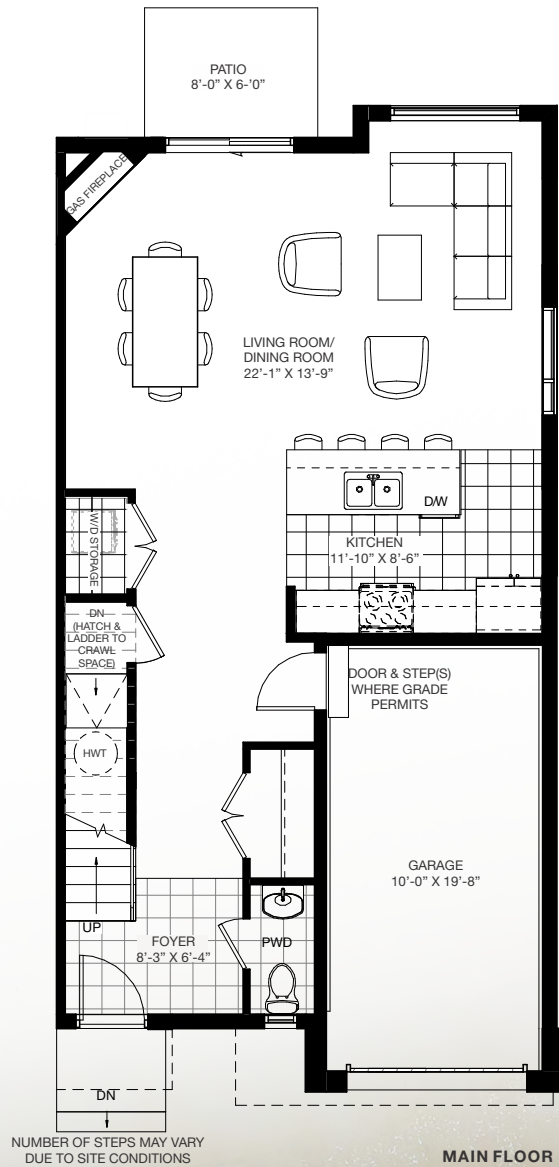 PATIO
8'-0" X 6-'0"
GAS FIREPLACE
LIVING ROOM/
DINING ROOM
22'-1" X 13'-9"
D/W
KITCHEN
11'-10" X 8'-6"
W/D STORAGE
DN
(HATCH &
LADDER TO
CRAWL
SPACE)
DOOR & STEP(S)
WHERE GRADE
PERMITS
HWT
GARAGE
10'-0" X 19'-8"
UP
FOYER
8'-3" X 6'-4"
PWD
DN
NUMBER OF STEPS MAY VARY
DUE TO SITE CONDITIONS
MAIN FLOOR